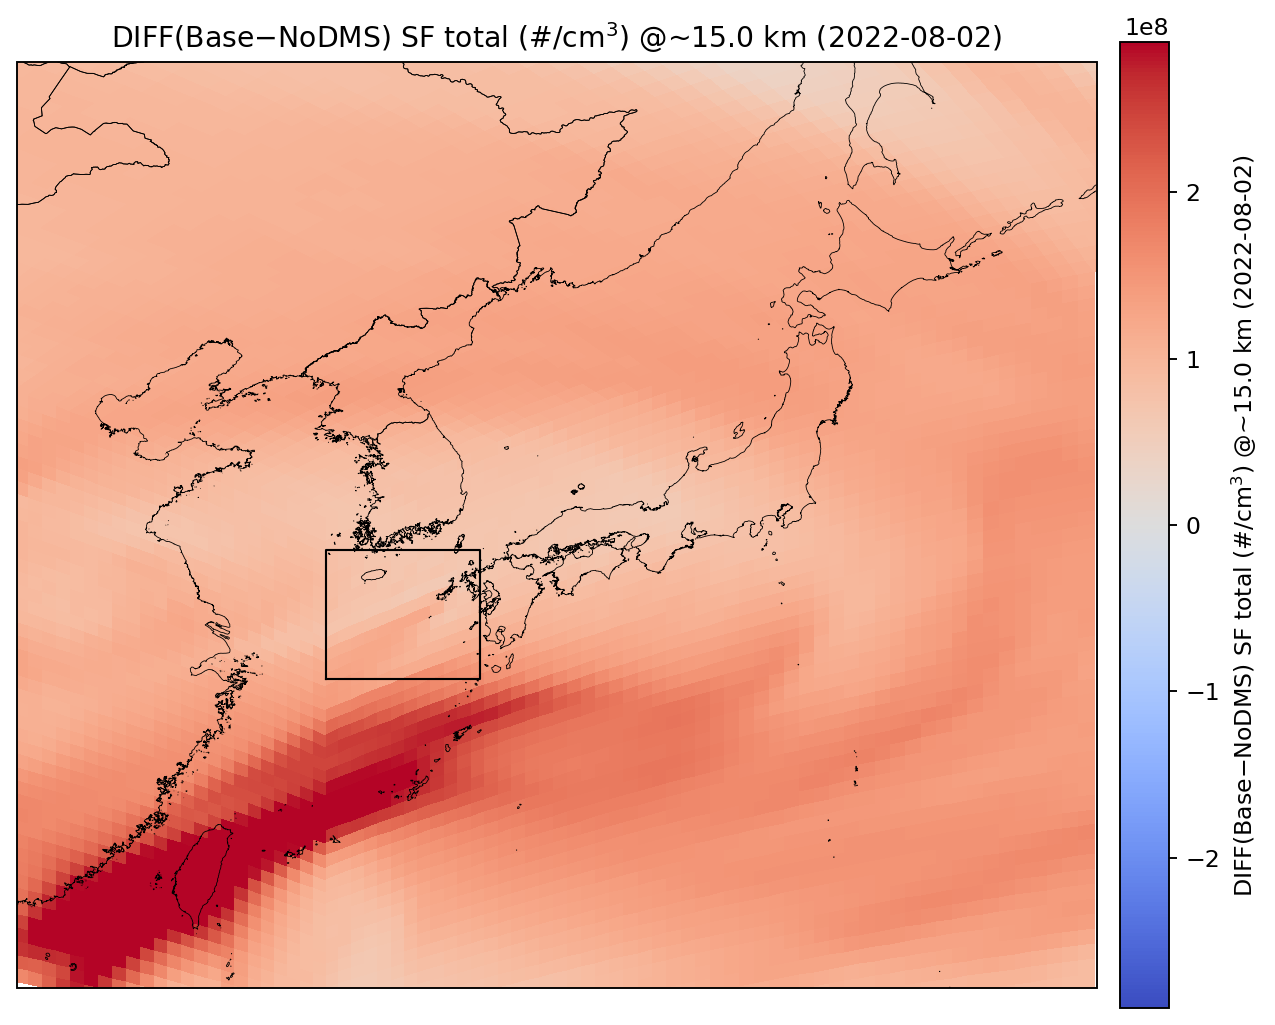 DIFF(Base−NoDMS) SF total (#/cm³) @~15.0 km (2022-08-02)
1e8
2
1
0
−1
−2
DIFF(Base−NoDMS) SF total (#/cm³) @~15.0 km (2022-08-02)